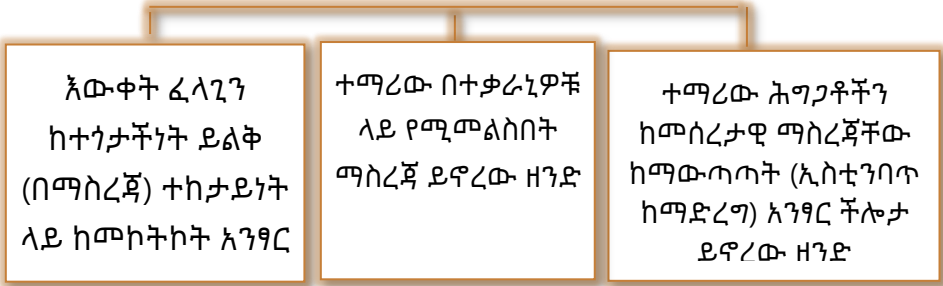 እውቀት ፈላጊን
ከተጎታችነት ይልቅ
(በማስረጃ) ተከታይነት
ላይ ከመኮትኮት አንፃር
ተማሪው በተቃራኒዎቹ
ላይ የሚመልስበት
ማስረጃ ይኖረው ዘንድ
ተማሪው ሕግጋቶችን
ከመሰረታዊ ማስረጃቸው
ከማውጣጣት (ኢስቲንባጥ
ከማድረግ) አንፃር ችሎታ
ይኖረው ዘንድ